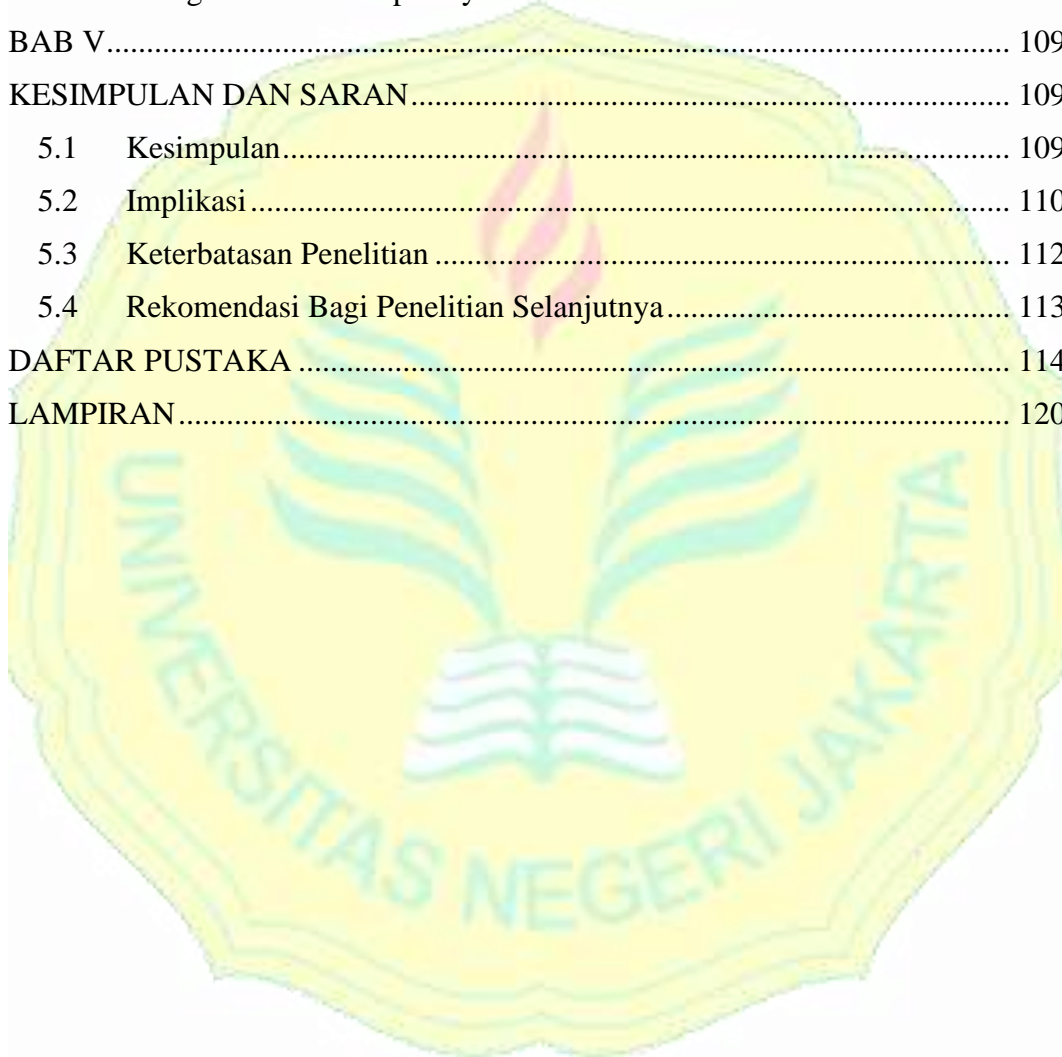 BAB V.......................................................................................................... 109
KESIMPULAN DAN SARAN...................................................................... 109
5.1 Kesimpulan..................................................................................... 109
5.2 Implikasi......................................................................................... 110
5.3 Keterbatasan Penelitian ................................................................... 112
5.4 Rekomendasi Bagi Penelitian Selanjutnya........................................ 113
DAFTAR PUSTAKA ................................................................................... 114
LAMPIRAN.................................................................................................. 120
UNIVERSITAS NEGERI JAKARTA